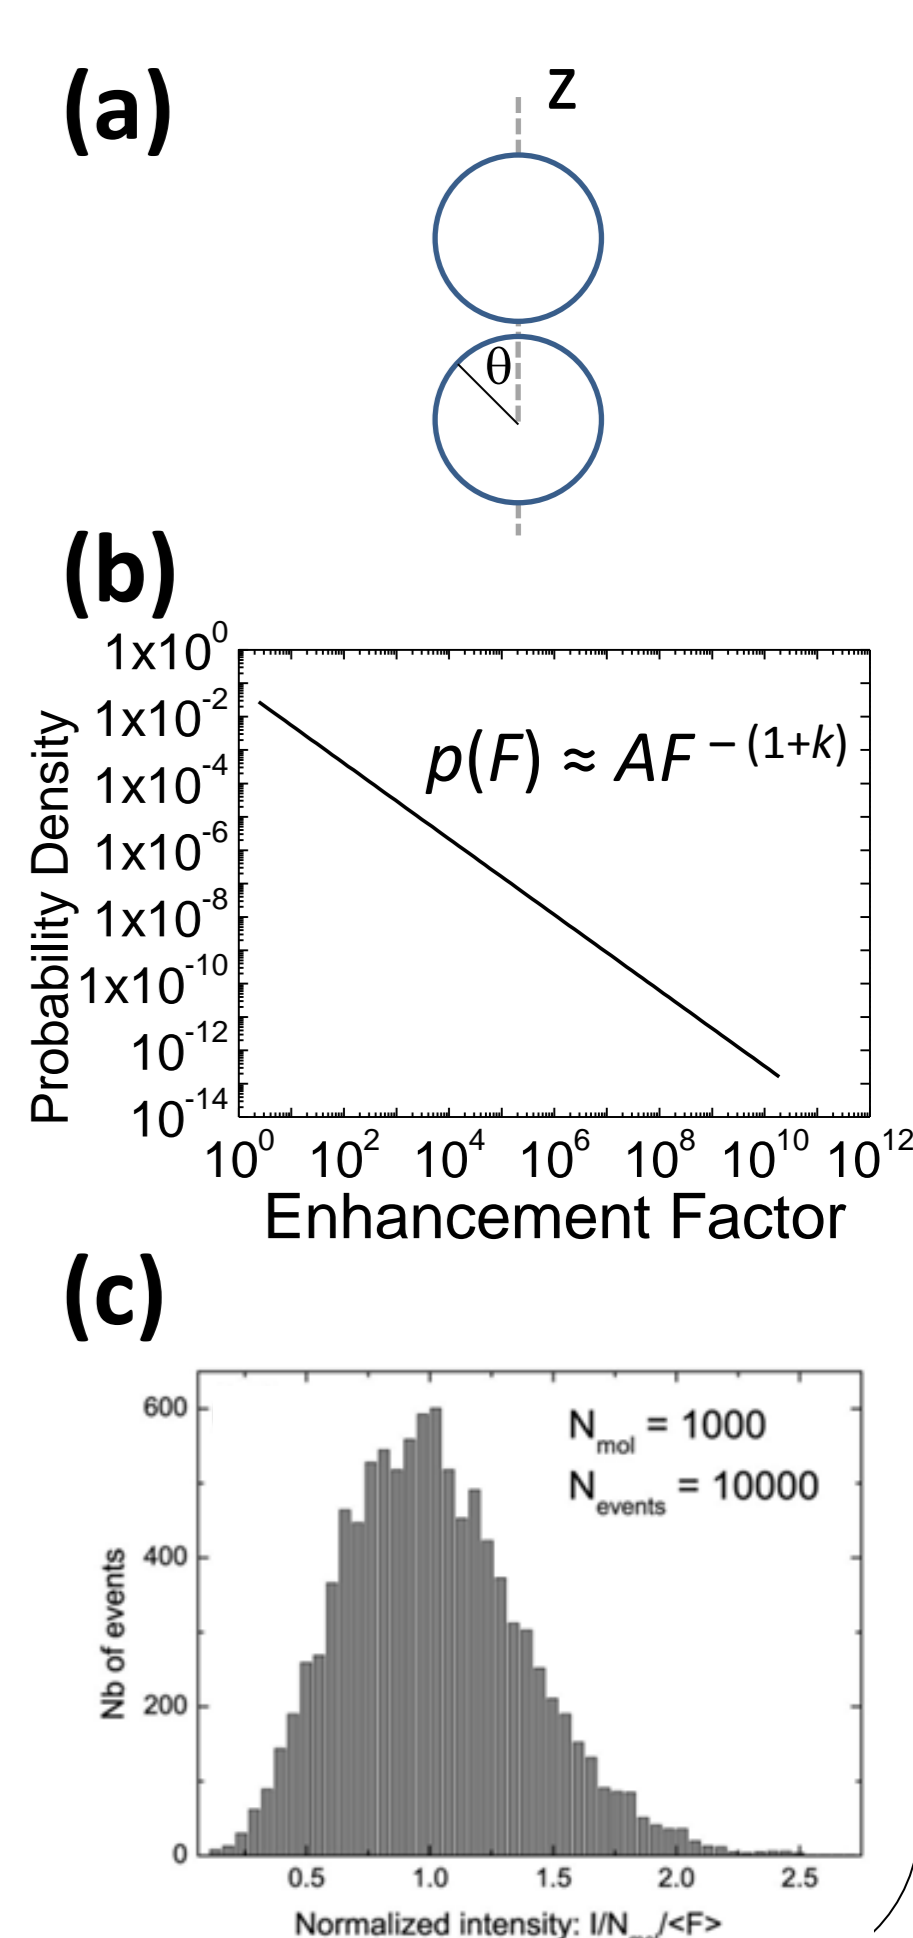 (a)
Z
θ
(b)
1x10^0
1x10^-2
1x10^-4
1x10^-6
1x10^-8
1x10^-10
10^-12
10^-14
Probability Density
p(F) ≈ AF^−(1+k)
10^0 10^2 10^4 10^6 10^8 10^10 10^12
Enhancement Factor
(c)
600
400
200
0
Nb of events
N_mol = 1000
N_events = 10000
0.5 1.0 1.5 2.0 2.5
Normalized intensity: I/N /<F>